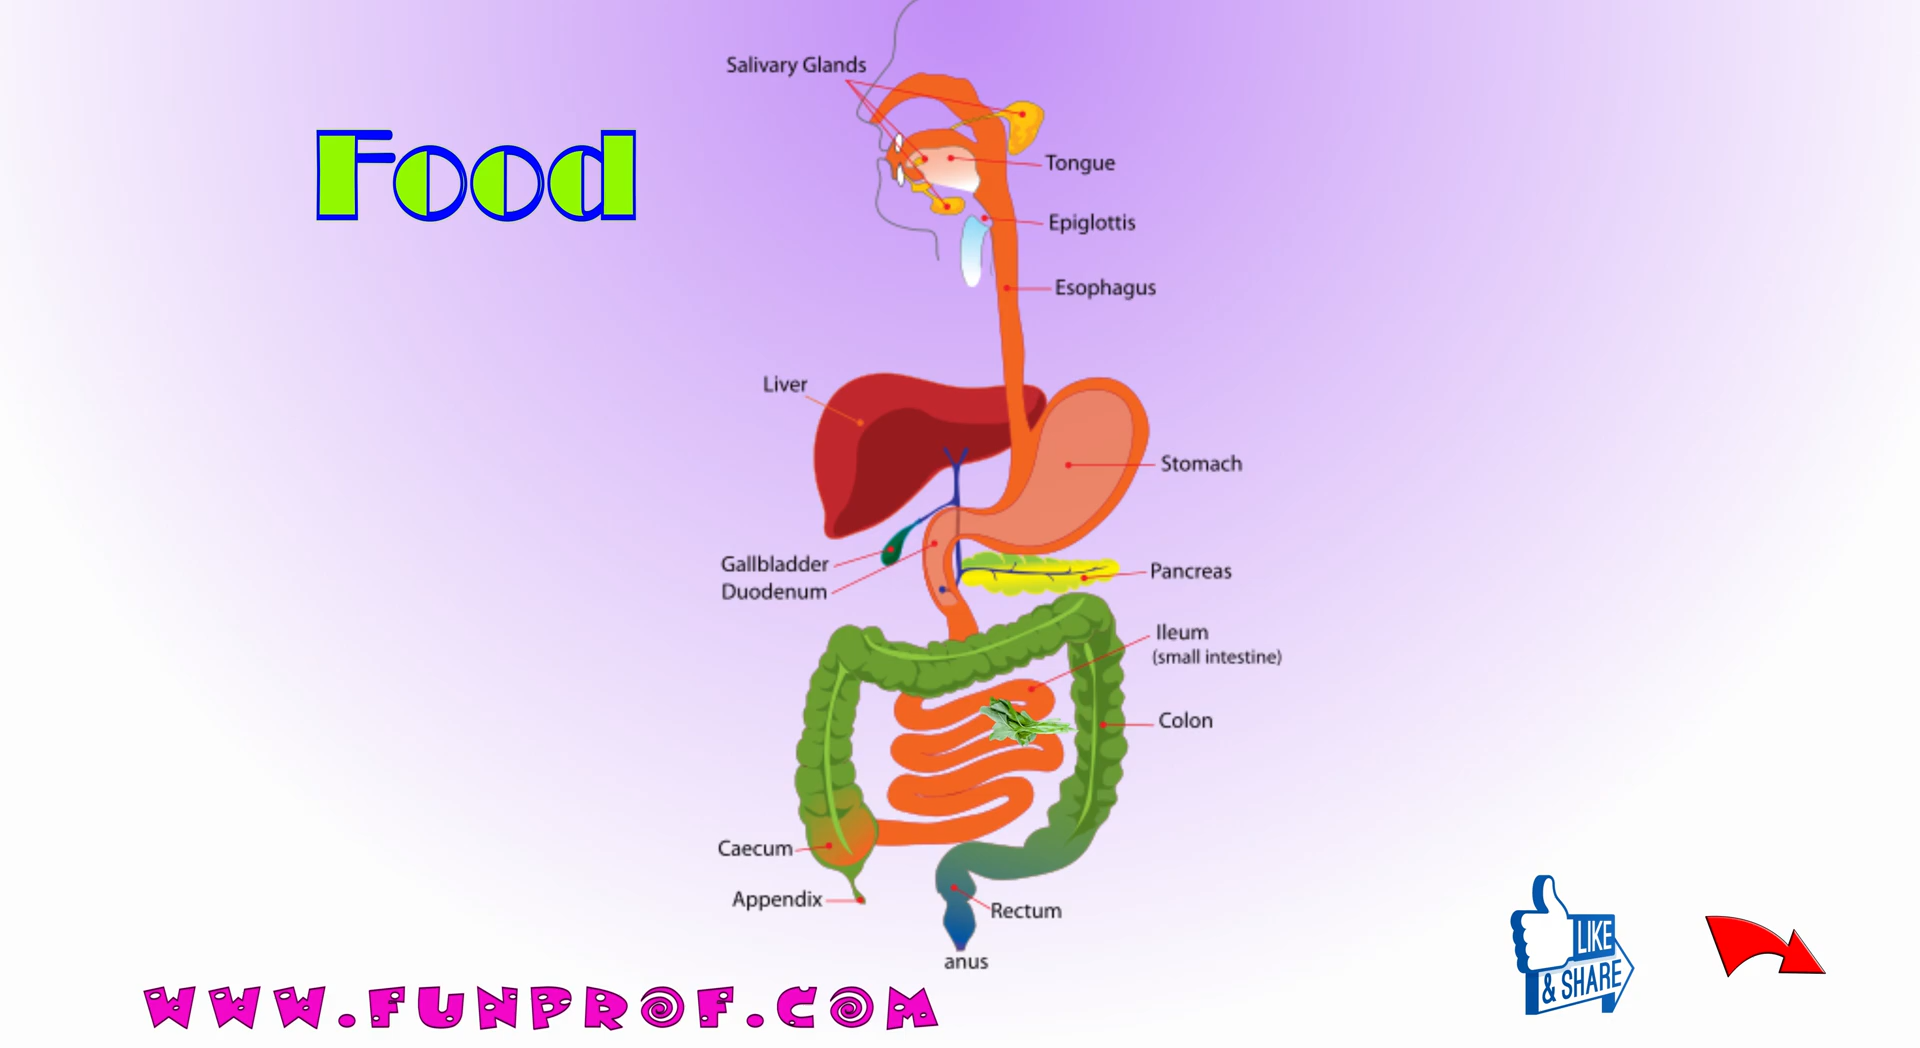 Salivary Glands
Food
Tongue
Epiglottis
Esophagus
Liver
Stomach
Gallbladder
Duodenum
Pancreas
Ileum
(small intestine)
Colon
Caecum
Appendix
Rectum
anus
LIKE
& SHARE
WWW.FUNPROF.COM